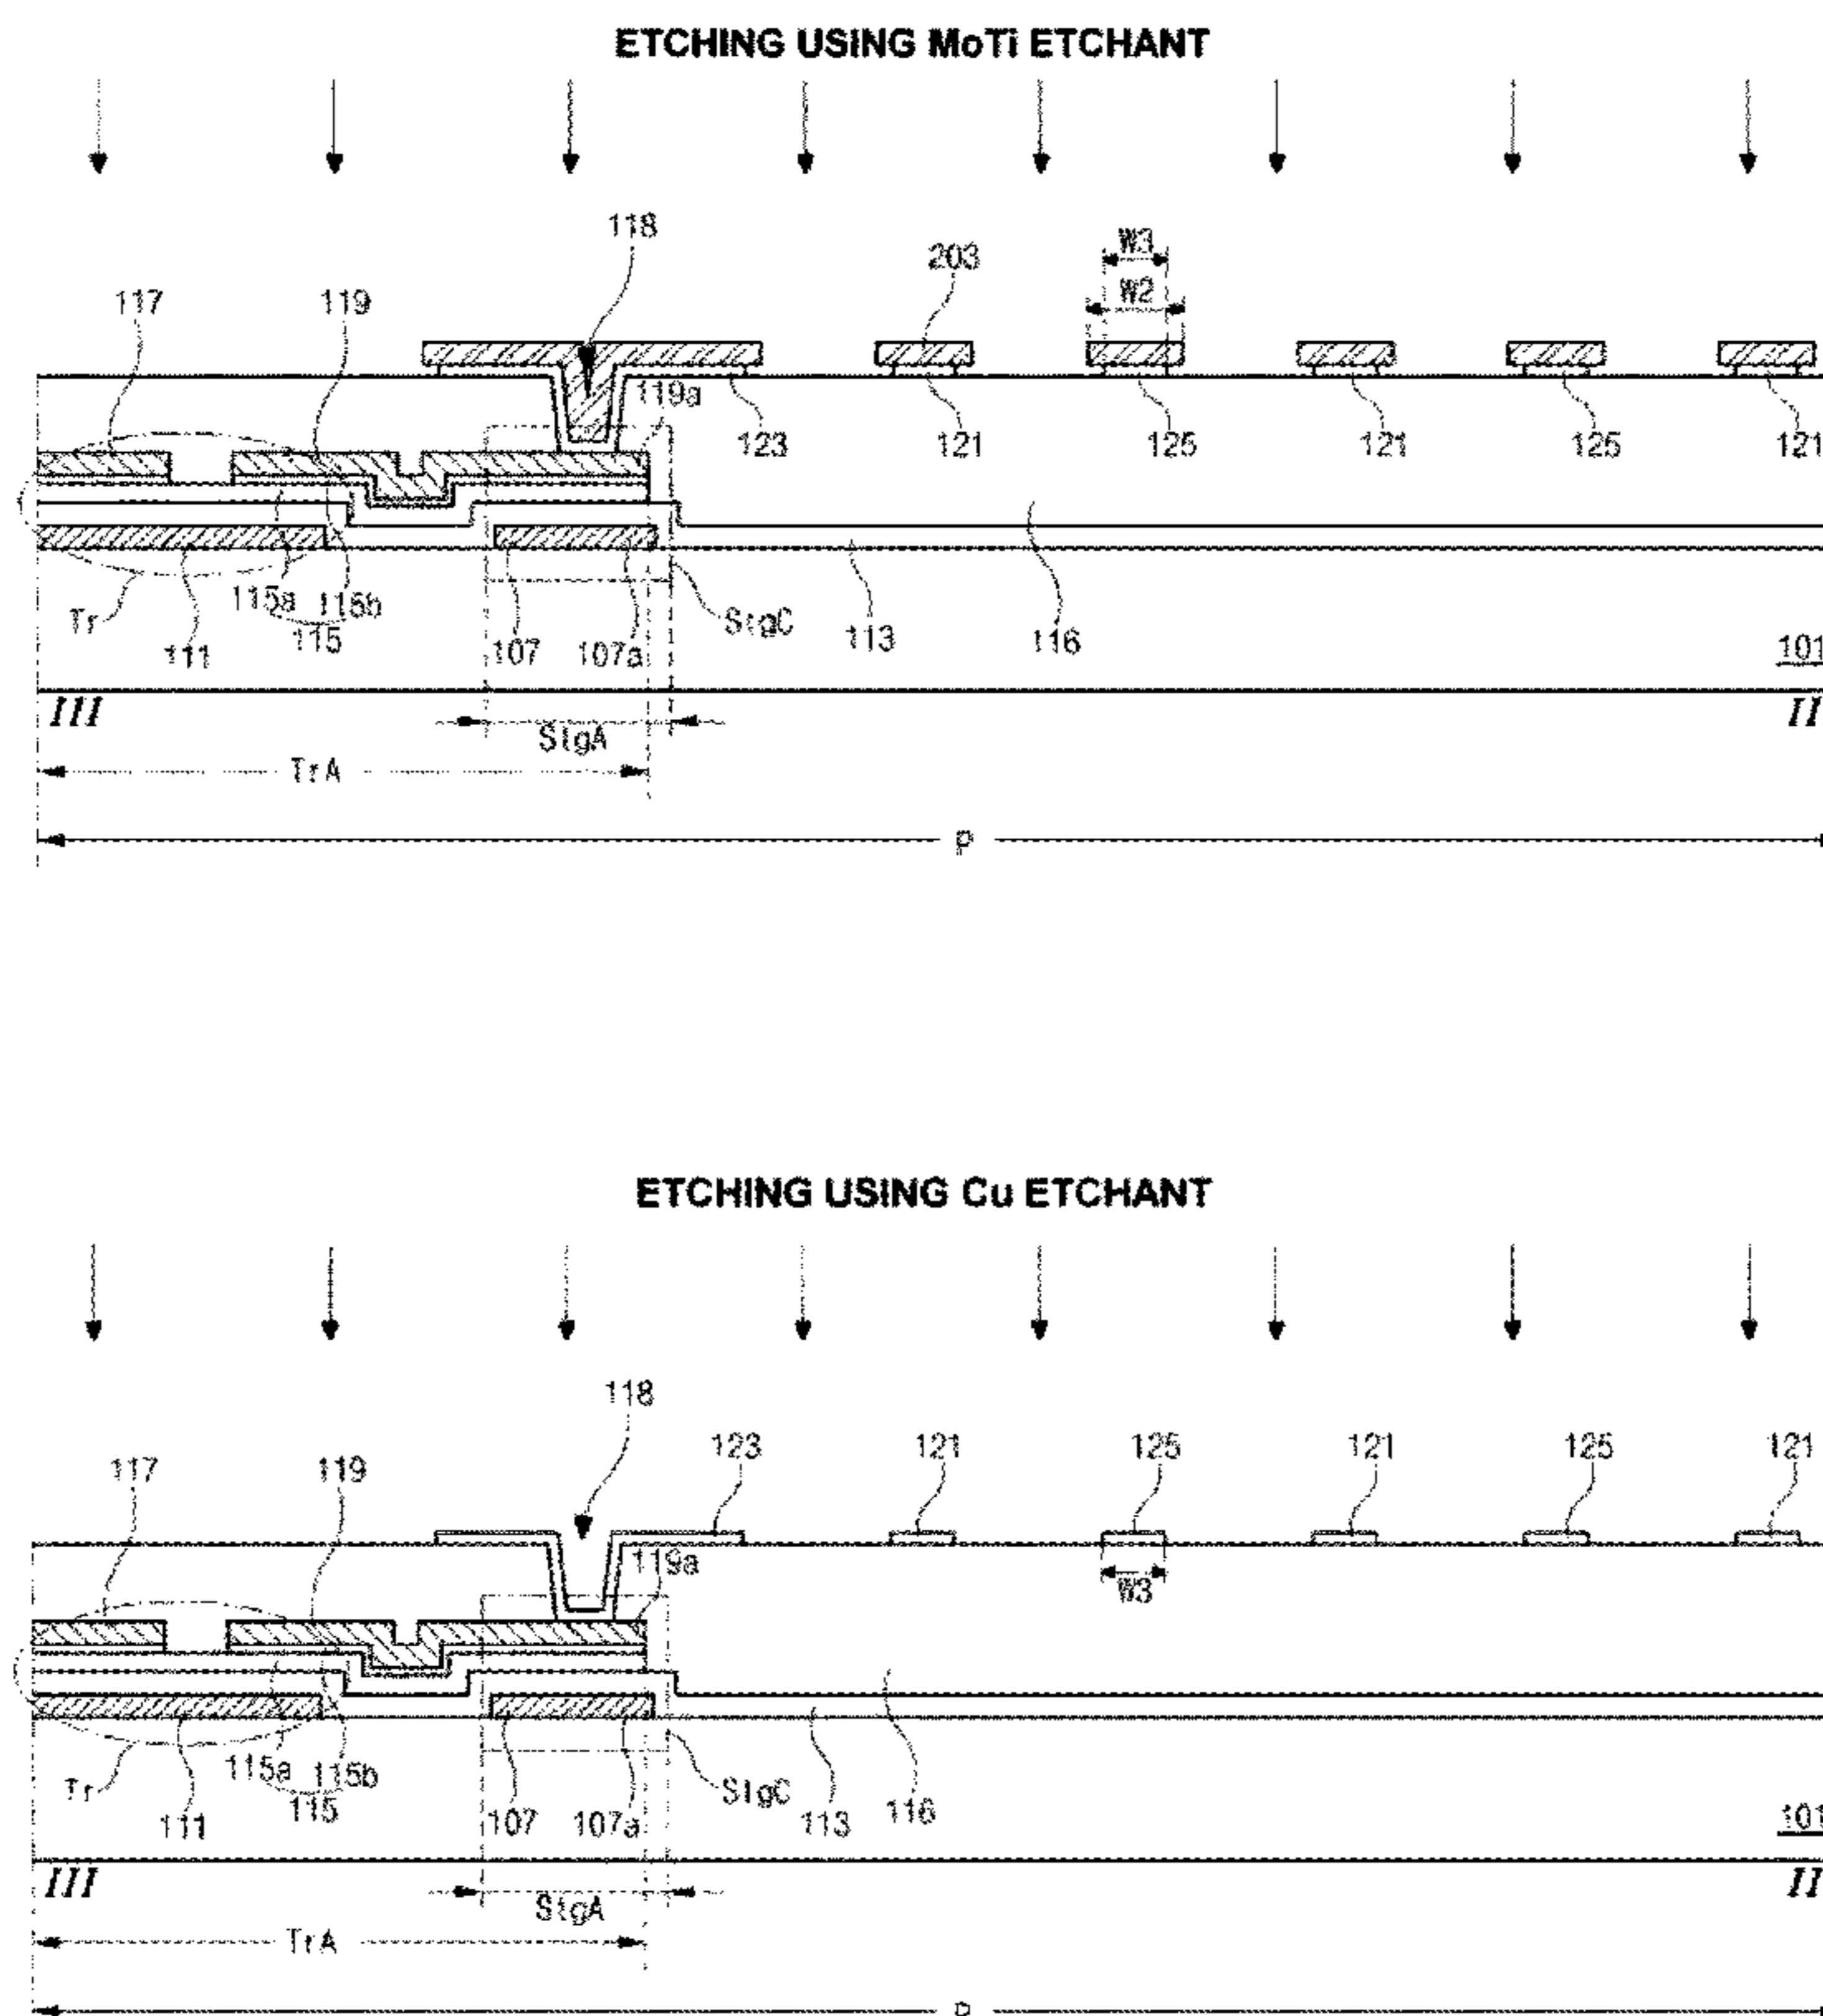 ETCHING USING MoTi ETCHANT
118
W3
203
W2
117 119
119a
123 121 125 121 125 121
115a 115b
Tr 115 StgC
111 107 107a 113 116 101
III II
StgA
TrA
P
ETCHING USING Cu ETCHANT
118
123 121 125 121 125 121
117 119
119a
W3
115a 115b
Tr 115 StgC
111 107 107a 113 116 101
III II
StgA
TrA
P